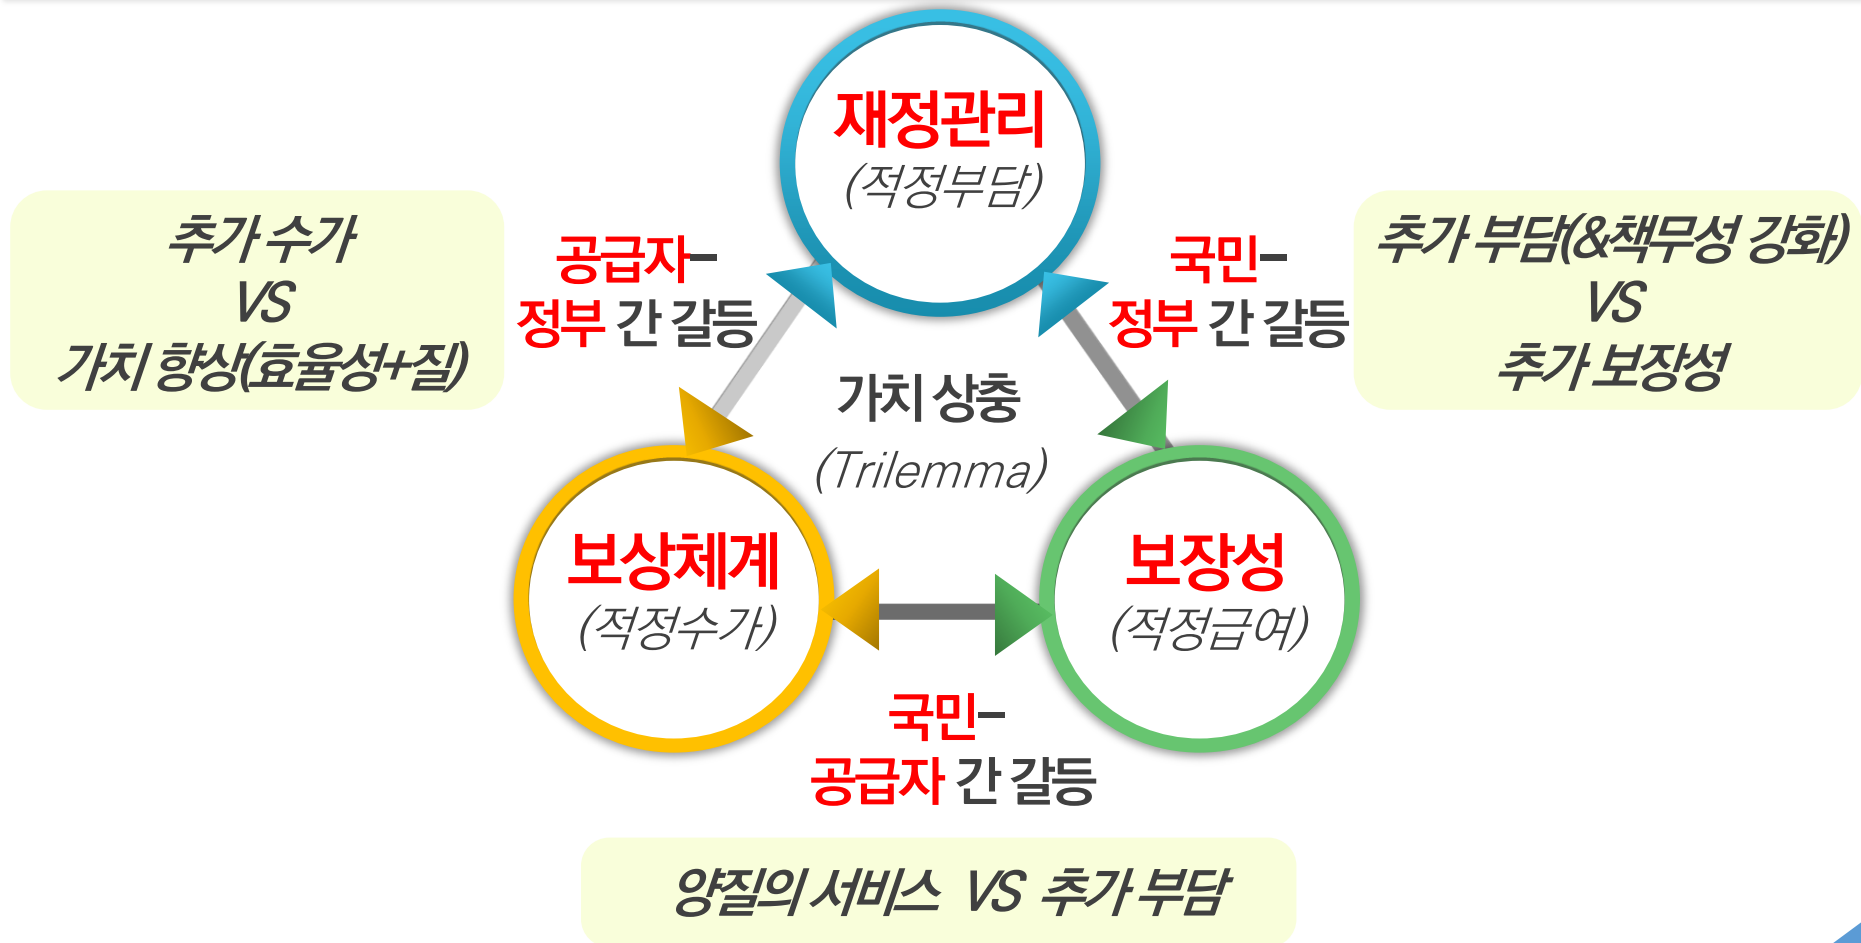 재정관리
(적정부담)
추가 수가
VS
가치 향상(효율성+질)
공급자-
정부 간 갈등
국민-
정부 간 갈등
추가 부담(&책무성 강화)
VS
추가 보장성
가치 상충
(Trilemma)
보상체계
(적정수가)
보장성
(적정급여)
국민-
공급자 간 갈등
양질의 서비스 VS 추가 부담